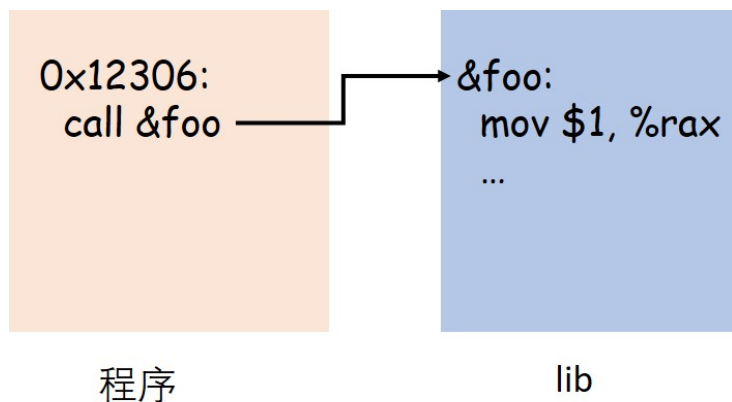 0x12306:
call &foo
&foo:
mov $1, %rax
...
程序
lib